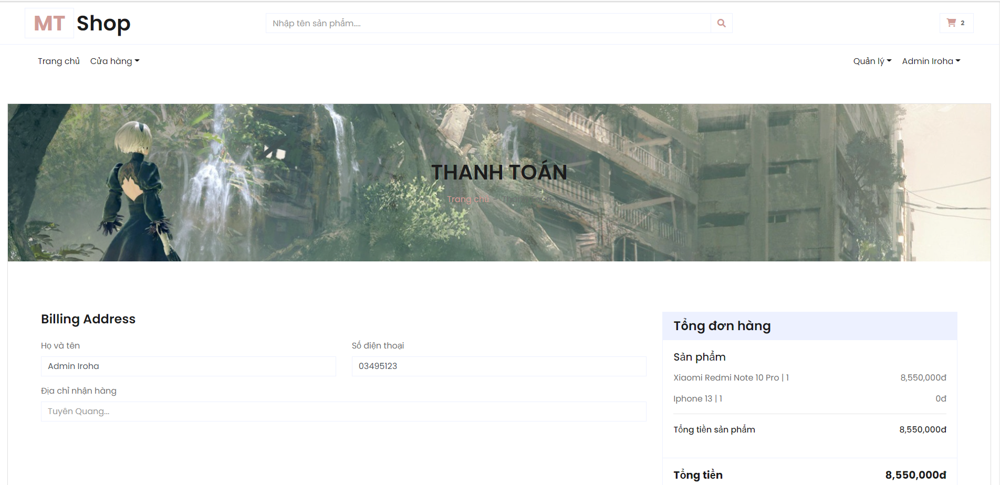 MT Shop
Nhập tên sản phẩm....
2
Trang chủ Cửa hàng
Quản lý Admin Iroha
THANH TOÁN
Trang chủ – Thanh Toán
Billing Address
Họ và tên
Số điện thoại
Admin Iroha
03495123
Địa chỉ nhận hàng
Tuyên Quang...
Tổng đơn hàng
Sản phẩm
Xiaomi Redmi Note 10 Pro | 1 8,550,000đ
Iphone 13 | 1 0đ
Tổng tiền sản phẩm 8,550,000đ
Tổng tiền 8,550,000đ